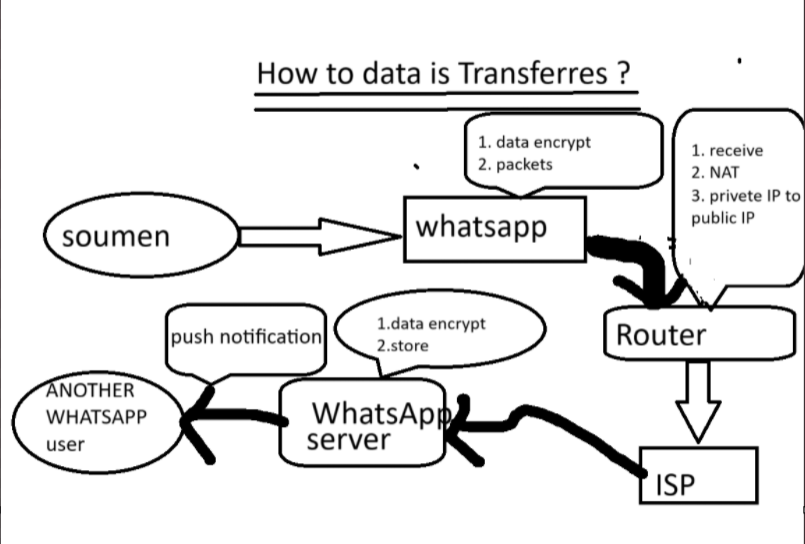 How to data is Transferres ?
1. data encrypt
2. packets
1. receive
2. NAT
3. privete IP to
public IP
soumen
whatsapp
Router
push notification
1.data encrypt
2.store
ANOTHER
WHATSAPP
user
WhatsApp
server
ISP